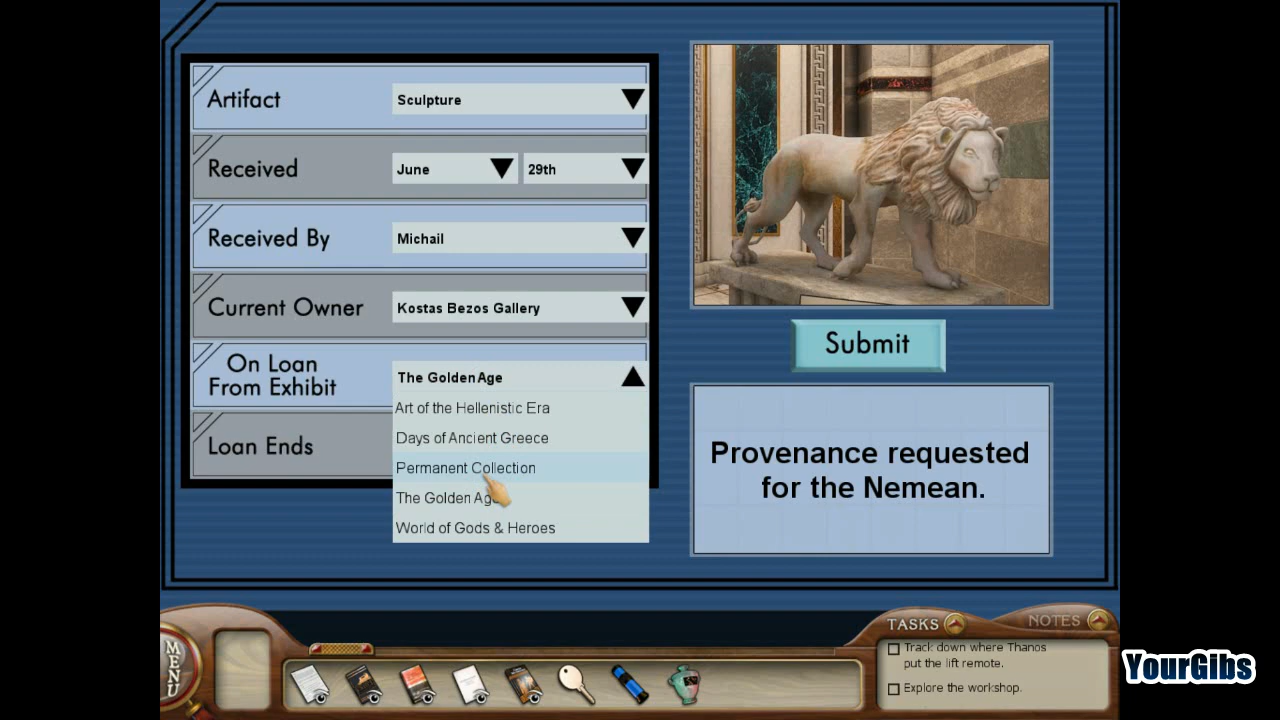 Artifact
Sculpture
Received
June
29th
Received By
Michail
Current Owner
Kostas Bezos Gallery
On Loan
From Exhibit
The Golden Age
Art of the Hellenistic Era
Days of Ancient Greece
Permanent Collection
The Golden Age
World of Gods & Heroes
Loan Ends
Submit
Provenance requested
for the Nemean.
MENU
TASKS
NOTES
Track down where Thanos
put the lift remote.
Explore the workshop.
YourGibs